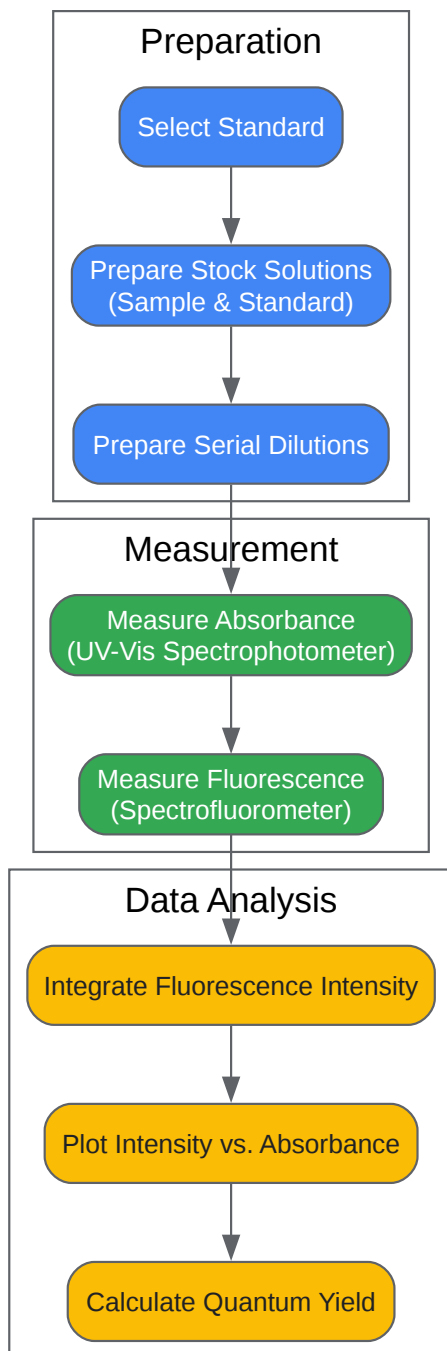 Preparation
Select Standard
Prepare Stock Solutions
(Sample & Standard)
Prepare Serial Dilutions
Measurement
Measure Absorbance
(UV-Vis Spectrophotometer)
Measure Fluorescence
(Spectrofluorometer)
Data Analysis
Integrate Fluorescence Intensity
Plot Intensity vs. Absorbance
Calculate Quantum Yield